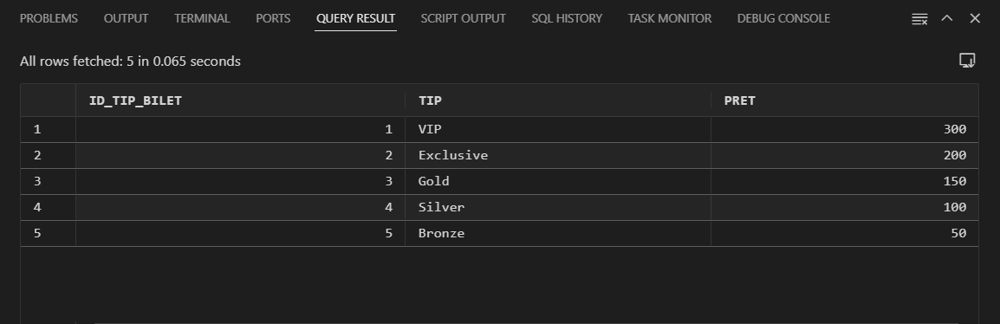 PROBLEMS OUTPUT TERMINAL PORTS QUERY RESULT SCRIPT OUTPUT SQL HISTORY TASK MONITOR DEBUG CONSOLE
All rows fetched: 5 in 0.065 seconds
ID_TIP_BILET TIP PRET
1 1 VIP 300
2 2 Exclusive 200
3 3 Gold 150
4 4 Silver 100
5 5 Bronze 50